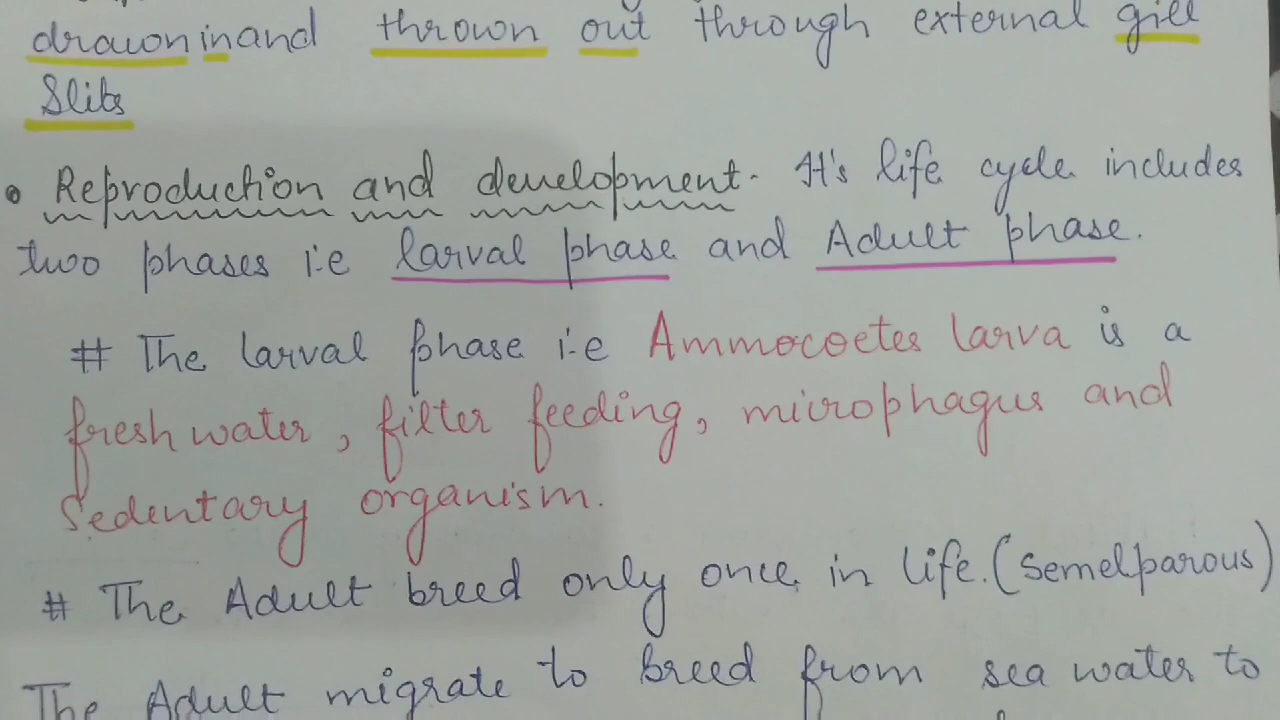 drawn in and thrown out through external gill
Slits
• Reproduction and development. It's life cycle includes
two phases i.e larval phase and Adult phase.
# The larval phase i.e Ammocoetes larva is a
fresh water, filter feeding, microphagus and
Sedentary organism.
# The Adult breed only once in life. (Semelparous)
The Adult migrate to breed from sea water to